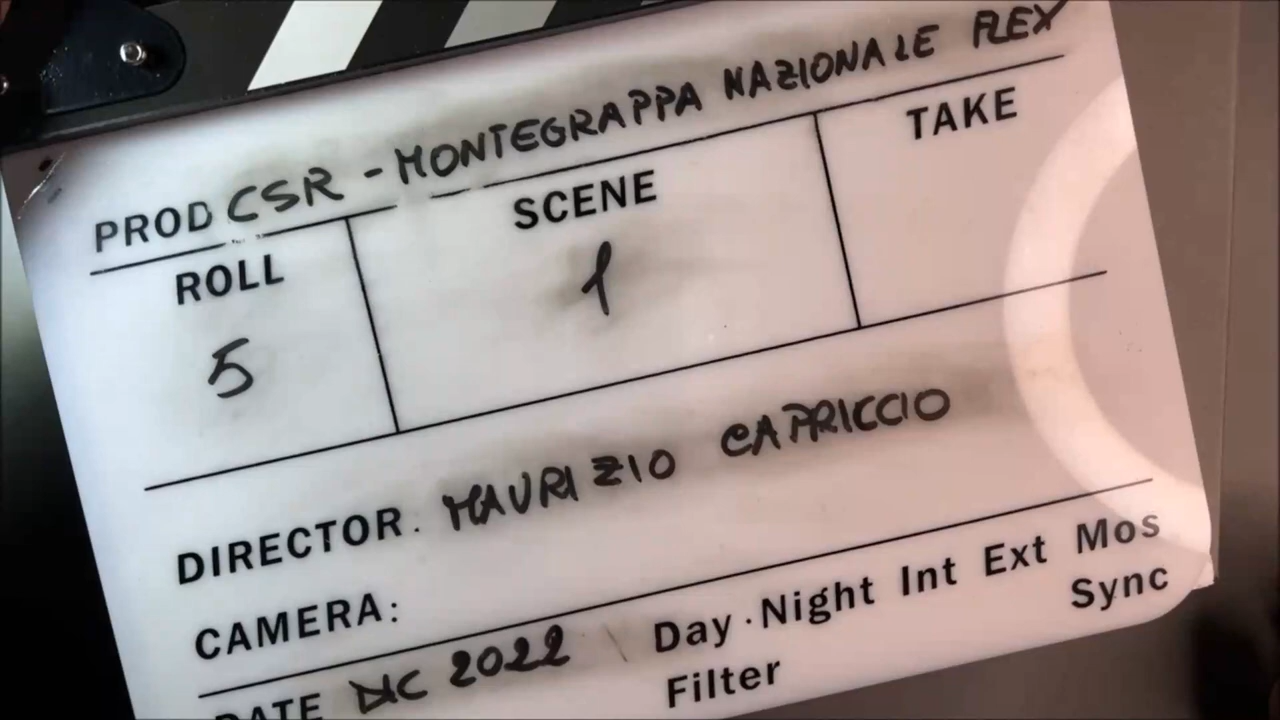 PROD CSR - MONTEGRAPPA NAZIONALE FLEX
ROLL SCENE TAKE
5 1
DIRECTOR. MAURIZIO CAPRICCIO
CAMERA:
DATE DIC 2022 Day . Night Int Ext Mos
Filter Sync